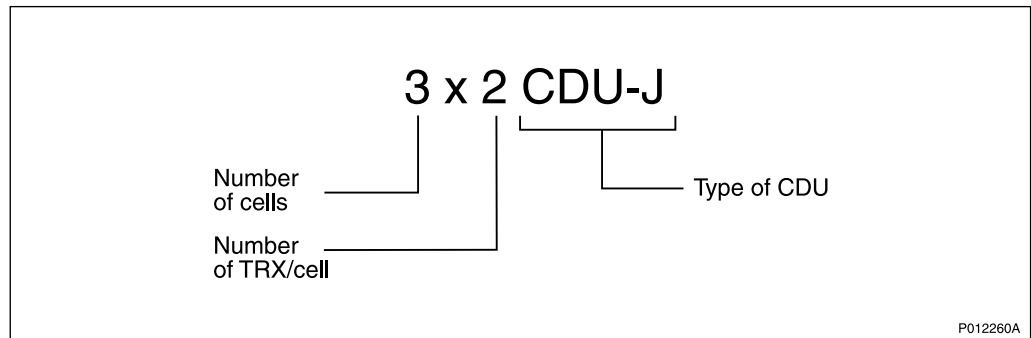 3 x 2 CDU-J
Number
of cells
Type of CDU
Number
of TRX/cell
P012260A